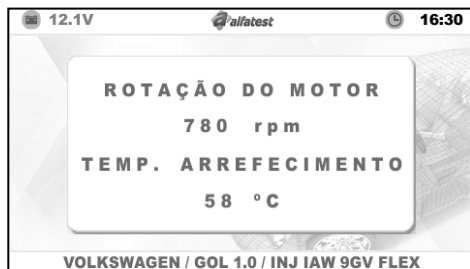 12.1V alfatest 16:30
ROTAÇÃO DO MOTOR
780 rpm
TEMP. ARREFECIMENTO
58 ºC
VOLKSWAGEN / GOL 1.0 / INJ IAW 9GV FLEX